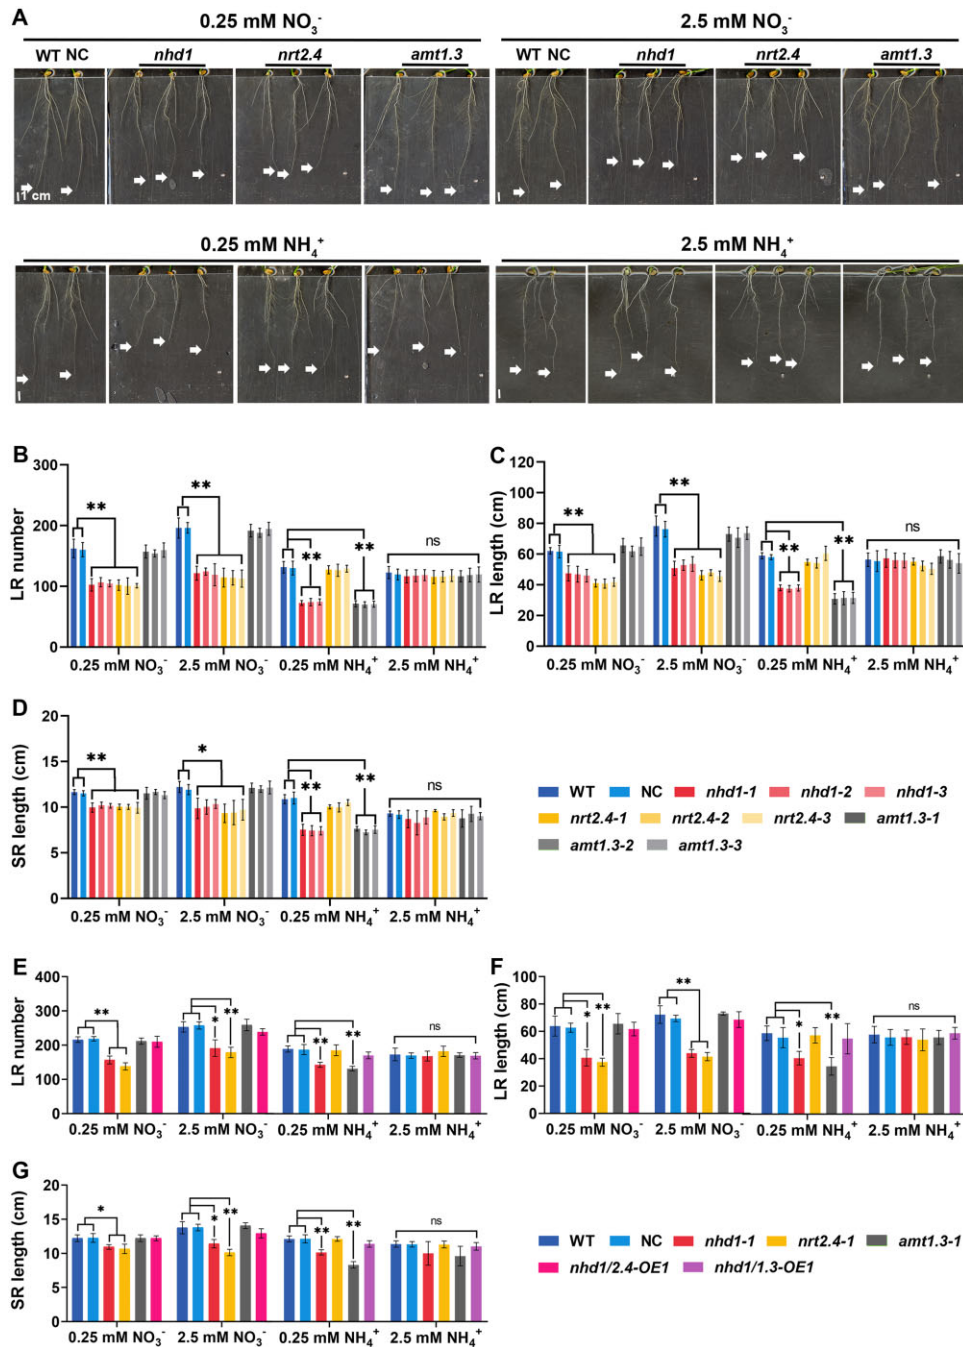 A
0.25 mM NO₃⁻
2.5 mM NO₃⁻
WT NC nhd1 nrt2.4 amt1.3
WT NC nhd1 nrt2.4 amt1.3
1 cm
0.25 mM NH₄⁺
2.5 mM NH₄⁺
B
LR number
300
200
100
0
**
**
**
**
ns
0.25 mM NO₃⁻ 2.5 mM NO₃⁻ 0.25 mM NH₄⁺ 2.5 mM NH₄⁺
C
LR length (cm)
120
100
80
60
40
20
0
**
**
**
**
ns
0.25 mM NO₃⁻ 2.5 mM NO₃⁻ 0.25 mM NH₄⁺ 2.5 mM NH₄⁺
D
SR length (cm)
20
15
10
5
0
**
*
**
**
ns
0.25 mM NO₃⁻ 2.5 mM NO₃⁻ 0.25 mM NH₄⁺ 2.5 mM NH₄⁺
WT NC nhd1-1 nhd1-2 nhd1-3
nrt2.4-1 nrt2.4-2 nrt2.4-3 amt1.3-1
amt1.3-2 amt1.3-3
E
LR number
400
300
200
100
0
**
*
**
**
**
ns
0.25 mM NO₃⁻ 2.5 mM NO₃⁻ 0.25 mM NH₄⁺ 2.5 mM NH₄⁺
F
LR length (cm)
100
80
60
40
20
0
*
**
**
*
**
ns
0.25 mM NO₃⁻ 2.5 mM NO₃⁻ 0.25 mM NH₄⁺ 2.5 mM NH₄⁺
G
SR length (cm)
20
15
10
5
0
*
*
**
**
**
ns
0.25 mM NO₃⁻ 2.5 mM NO₃⁻ 0.25 mM NH₄⁺ 2.5 mM NH₄⁺
WT NC nhd1-1 nrt2.4-1 amt1.3-1
nhd1/2.4-OE1 nhd1/1.3-OE1